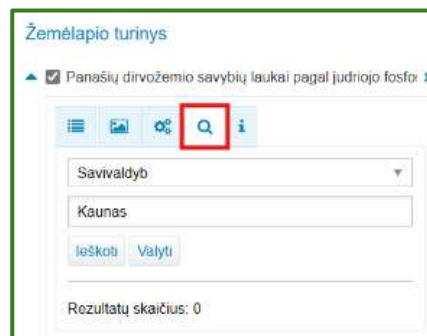 Žemėlapio turinys
Panašių dirvožemio savybių laukai pagal judriojo fosfo
Savivaldyb
Kaunas
Ieškoti Valyti
Rezultatų skaičius: 0